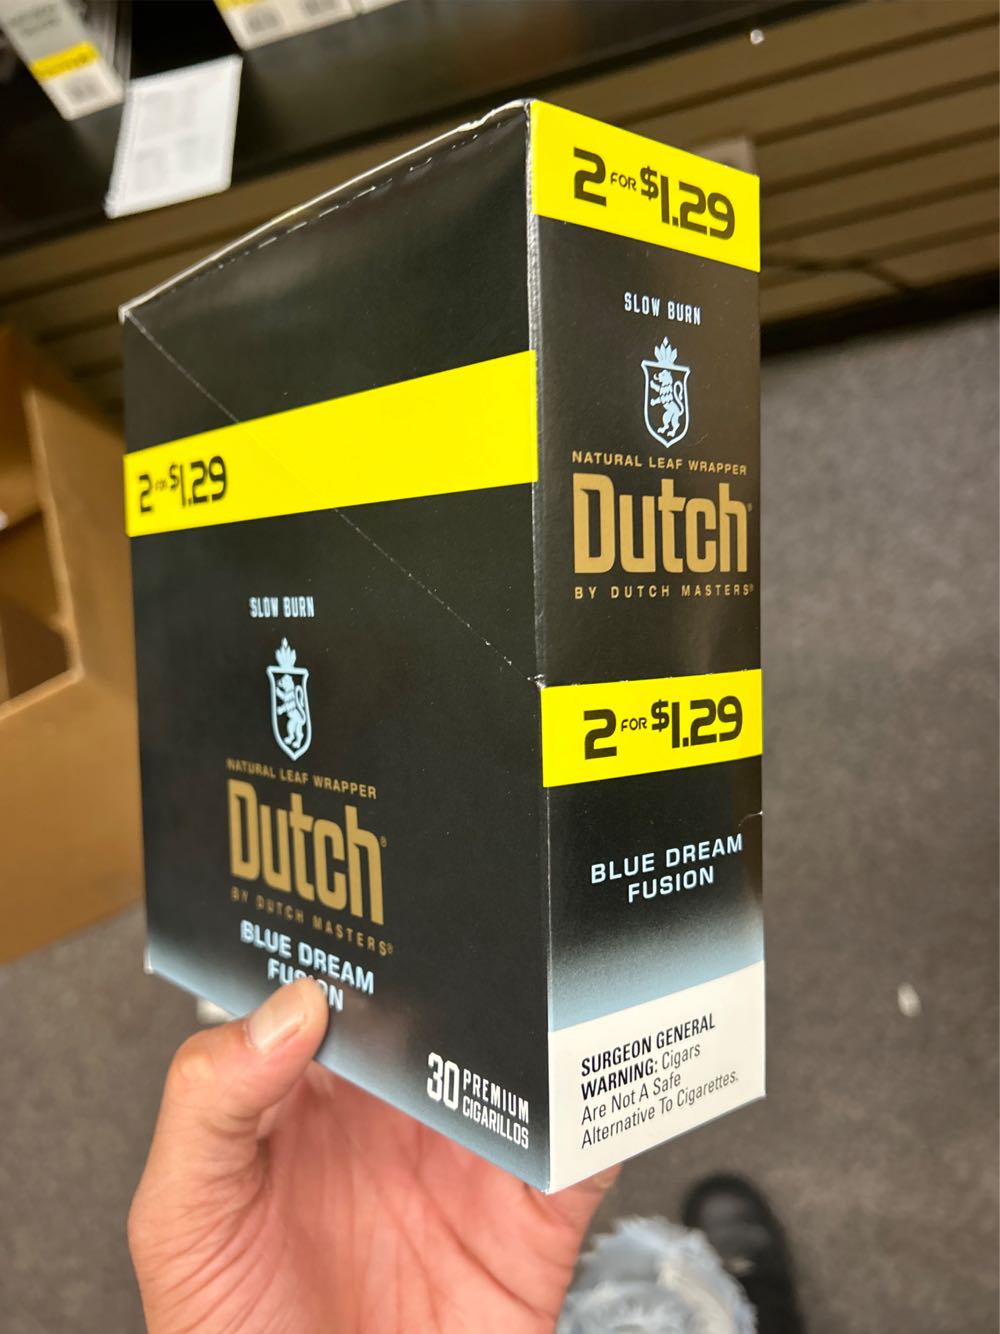 2 FOR $1.29
SLOW BURN
NATURAL LEAF WRAPPER
Dutch®
BY DUTCH MASTERS®
BLUE DREAM
FUSION
30 PREMIUM
CIGARILLOS
2 FOR $1.29
SLOW BURN
NATURAL LEAF WRAPPER
Dutch®
BY DUTCH MASTERS®
2 FOR $1.29
BLUE DREAM
FUSION
SURGEON GENERAL
WARNING: Cigars
Are Not A Safe
Alternative To Cigarettes.